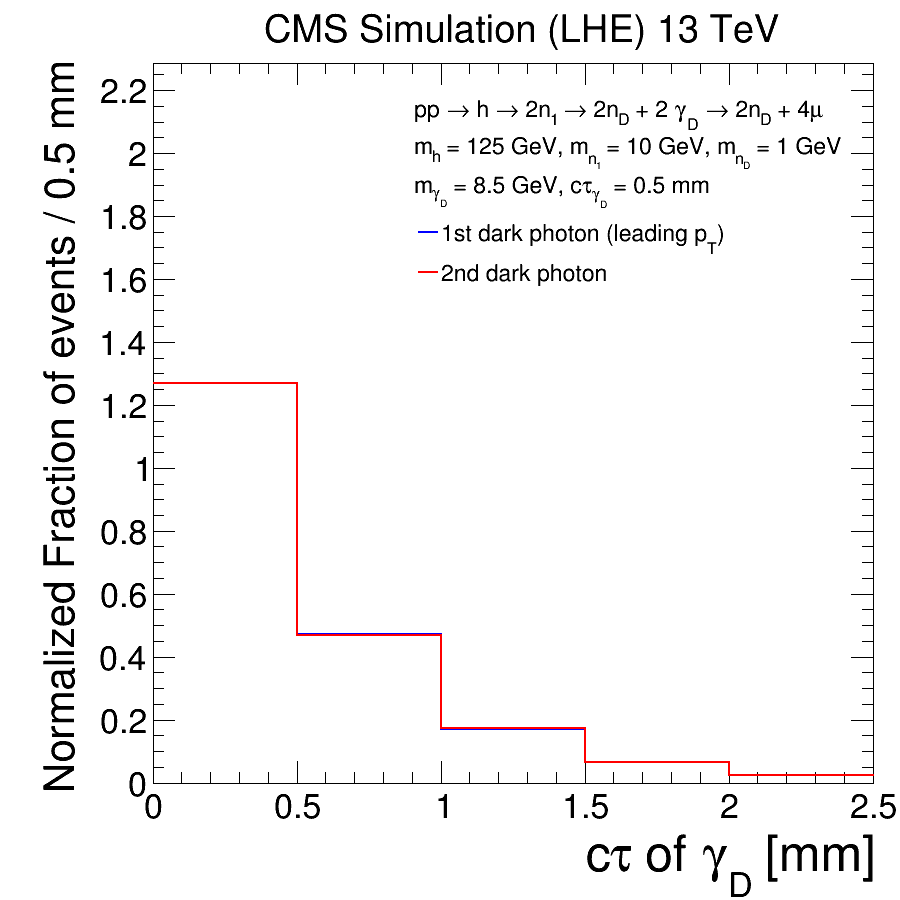 CMS Simulation (LHE) 13 TeV
pp → h → 2n1 → 2nD + 2 γD → 2nD + 4μ
mh = 125 GeV, mn1 = 10 GeV, mnD = 1 GeV
mγD = 8.5 GeV, cτγD = 0.5 mm
1st dark photon (leading pT)
2nd dark photon
Normalized Fraction of events / 0.5 mm
2.2
2
1.8
1.6
1.4
1.2
1
0.8
0.6
0.4
0.2
0
0 0.5 1 1.5 2 2.5
cτ of γD [mm]